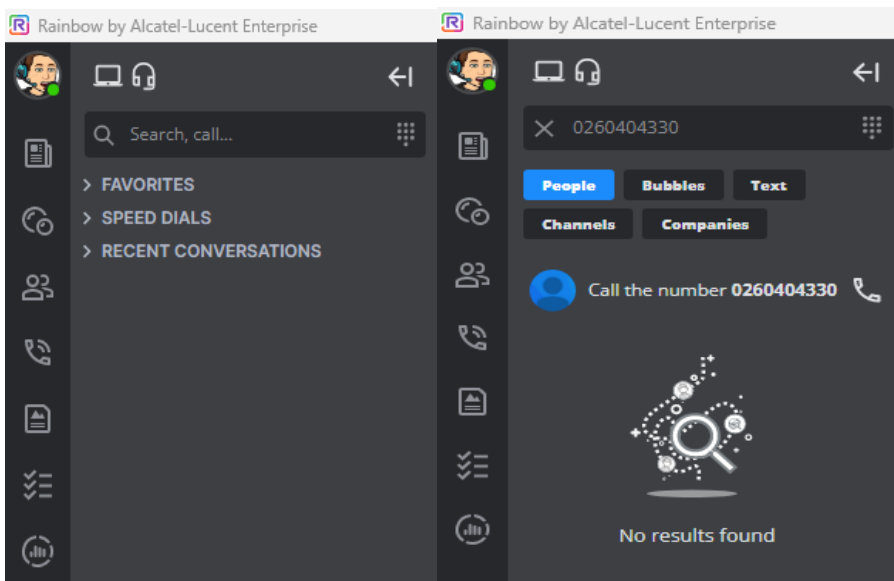 Rainbow by Alcatel-Lucent Enterprise
Search, call...
FAVORITES
SPEED DIALS
RECENT CONVERSATIONS
Rainbow by Alcatel-Lucent Enterprise
0260404330
People Bubbles Text
Channels Companies
Call the number 0260404330
No results found